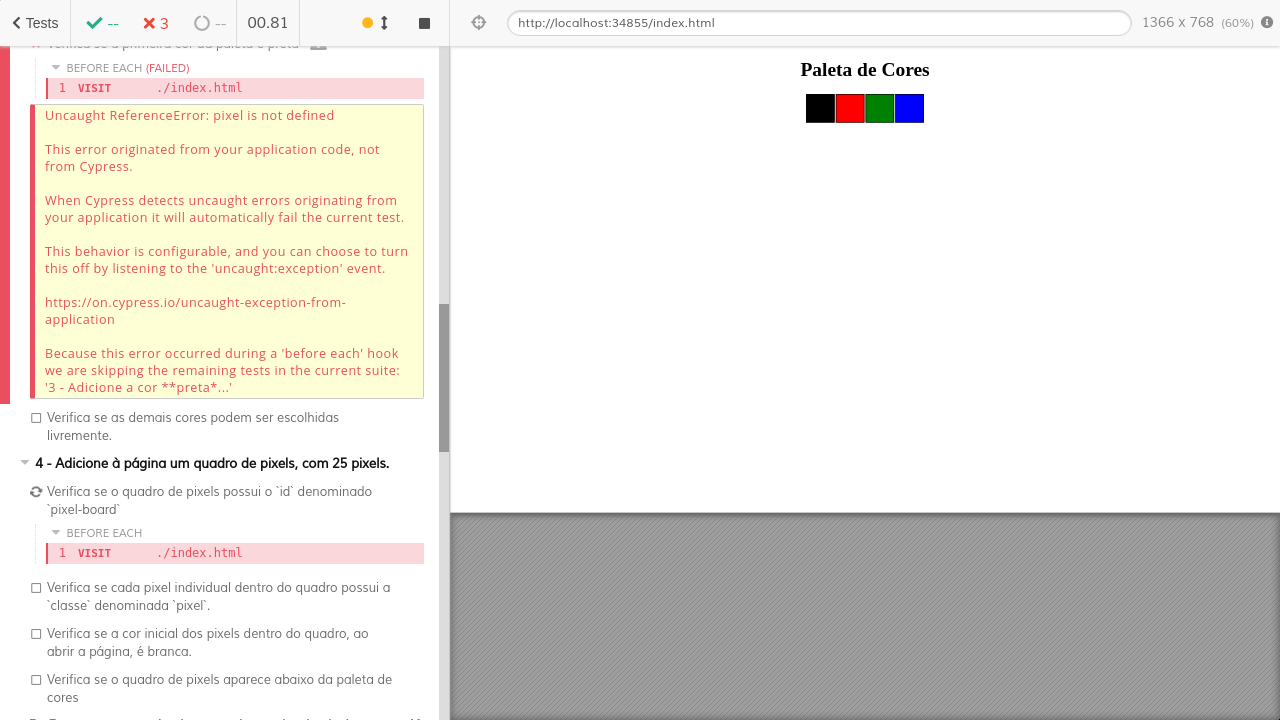 Tests
--
3
--
00.81
http://localhost:34855/index.html
1366 x 768 (60%)
Verifica se a primeira cor da paleta é preta
BEFORE EACH (FAILED)
1 VISIT ./index.html
Uncaught ReferenceError: pixel is not defined
This error originated from your application code, not
from Cypress.
When Cypress detects uncaught errors originating from
your application it will automatically fail the current test.
This behavior is configurable, and you can choose to turn
this off by listening to the 'uncaught:exception' event.
https://on.cypress.io/uncaught-exception-from-
application
Because this error occurred during a 'before each' hook
we are skipping the remaining tests in the current suite:
'3 - Adicione a cor **preta*...'
Verifica se as demais cores podem ser escolhidas
livremente.
4 - Adicione à página um quadro de pixels, com 25 pixels.
Verifica se o quadro de pixels possui o `id` denominado
`pixel-board`
BEFORE EACH
1 VISIT ./index.html
Verifica se cada pixel individual dentro do quadro possui a
`classe` denominada `pixel`.
Verifica se a cor inicial dos pixels dentro do quadro, ao
abrir a página, é branca.
Verifica se o quadro de pixels aparece abaixo da paleta de
cores
Paleta de Cores